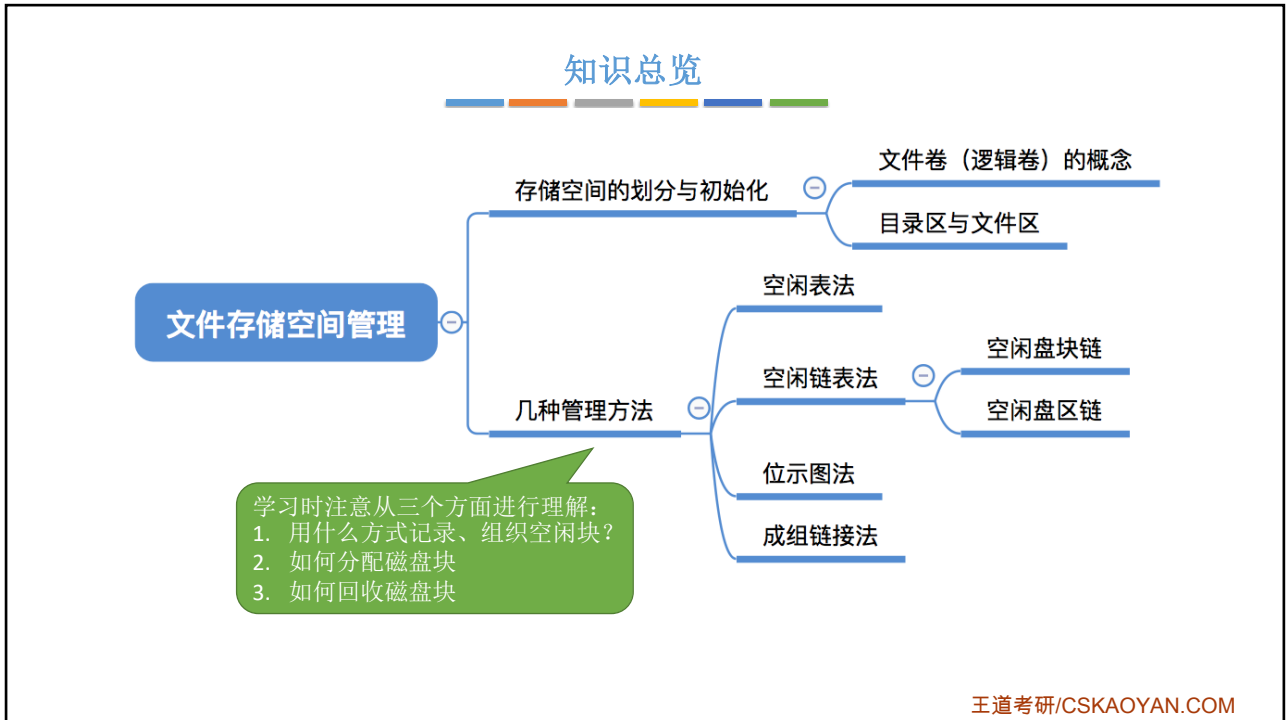 知识总览
文件卷（逻辑卷）的概念
存储空间的划分与初始化
目录区与文件区
空闲表法
文件存储空间管理
空闲盘块链
空闲链表法
几种管理方法
空闲盘区链
位示图法
学习时注意从三个方面进行理解：
1. 用什么方式记录、组织空闲块？
2. 如何分配磁盘块
3. 如何回收磁盘块
成组链接法
王道考研/CSKAOYAN.COM